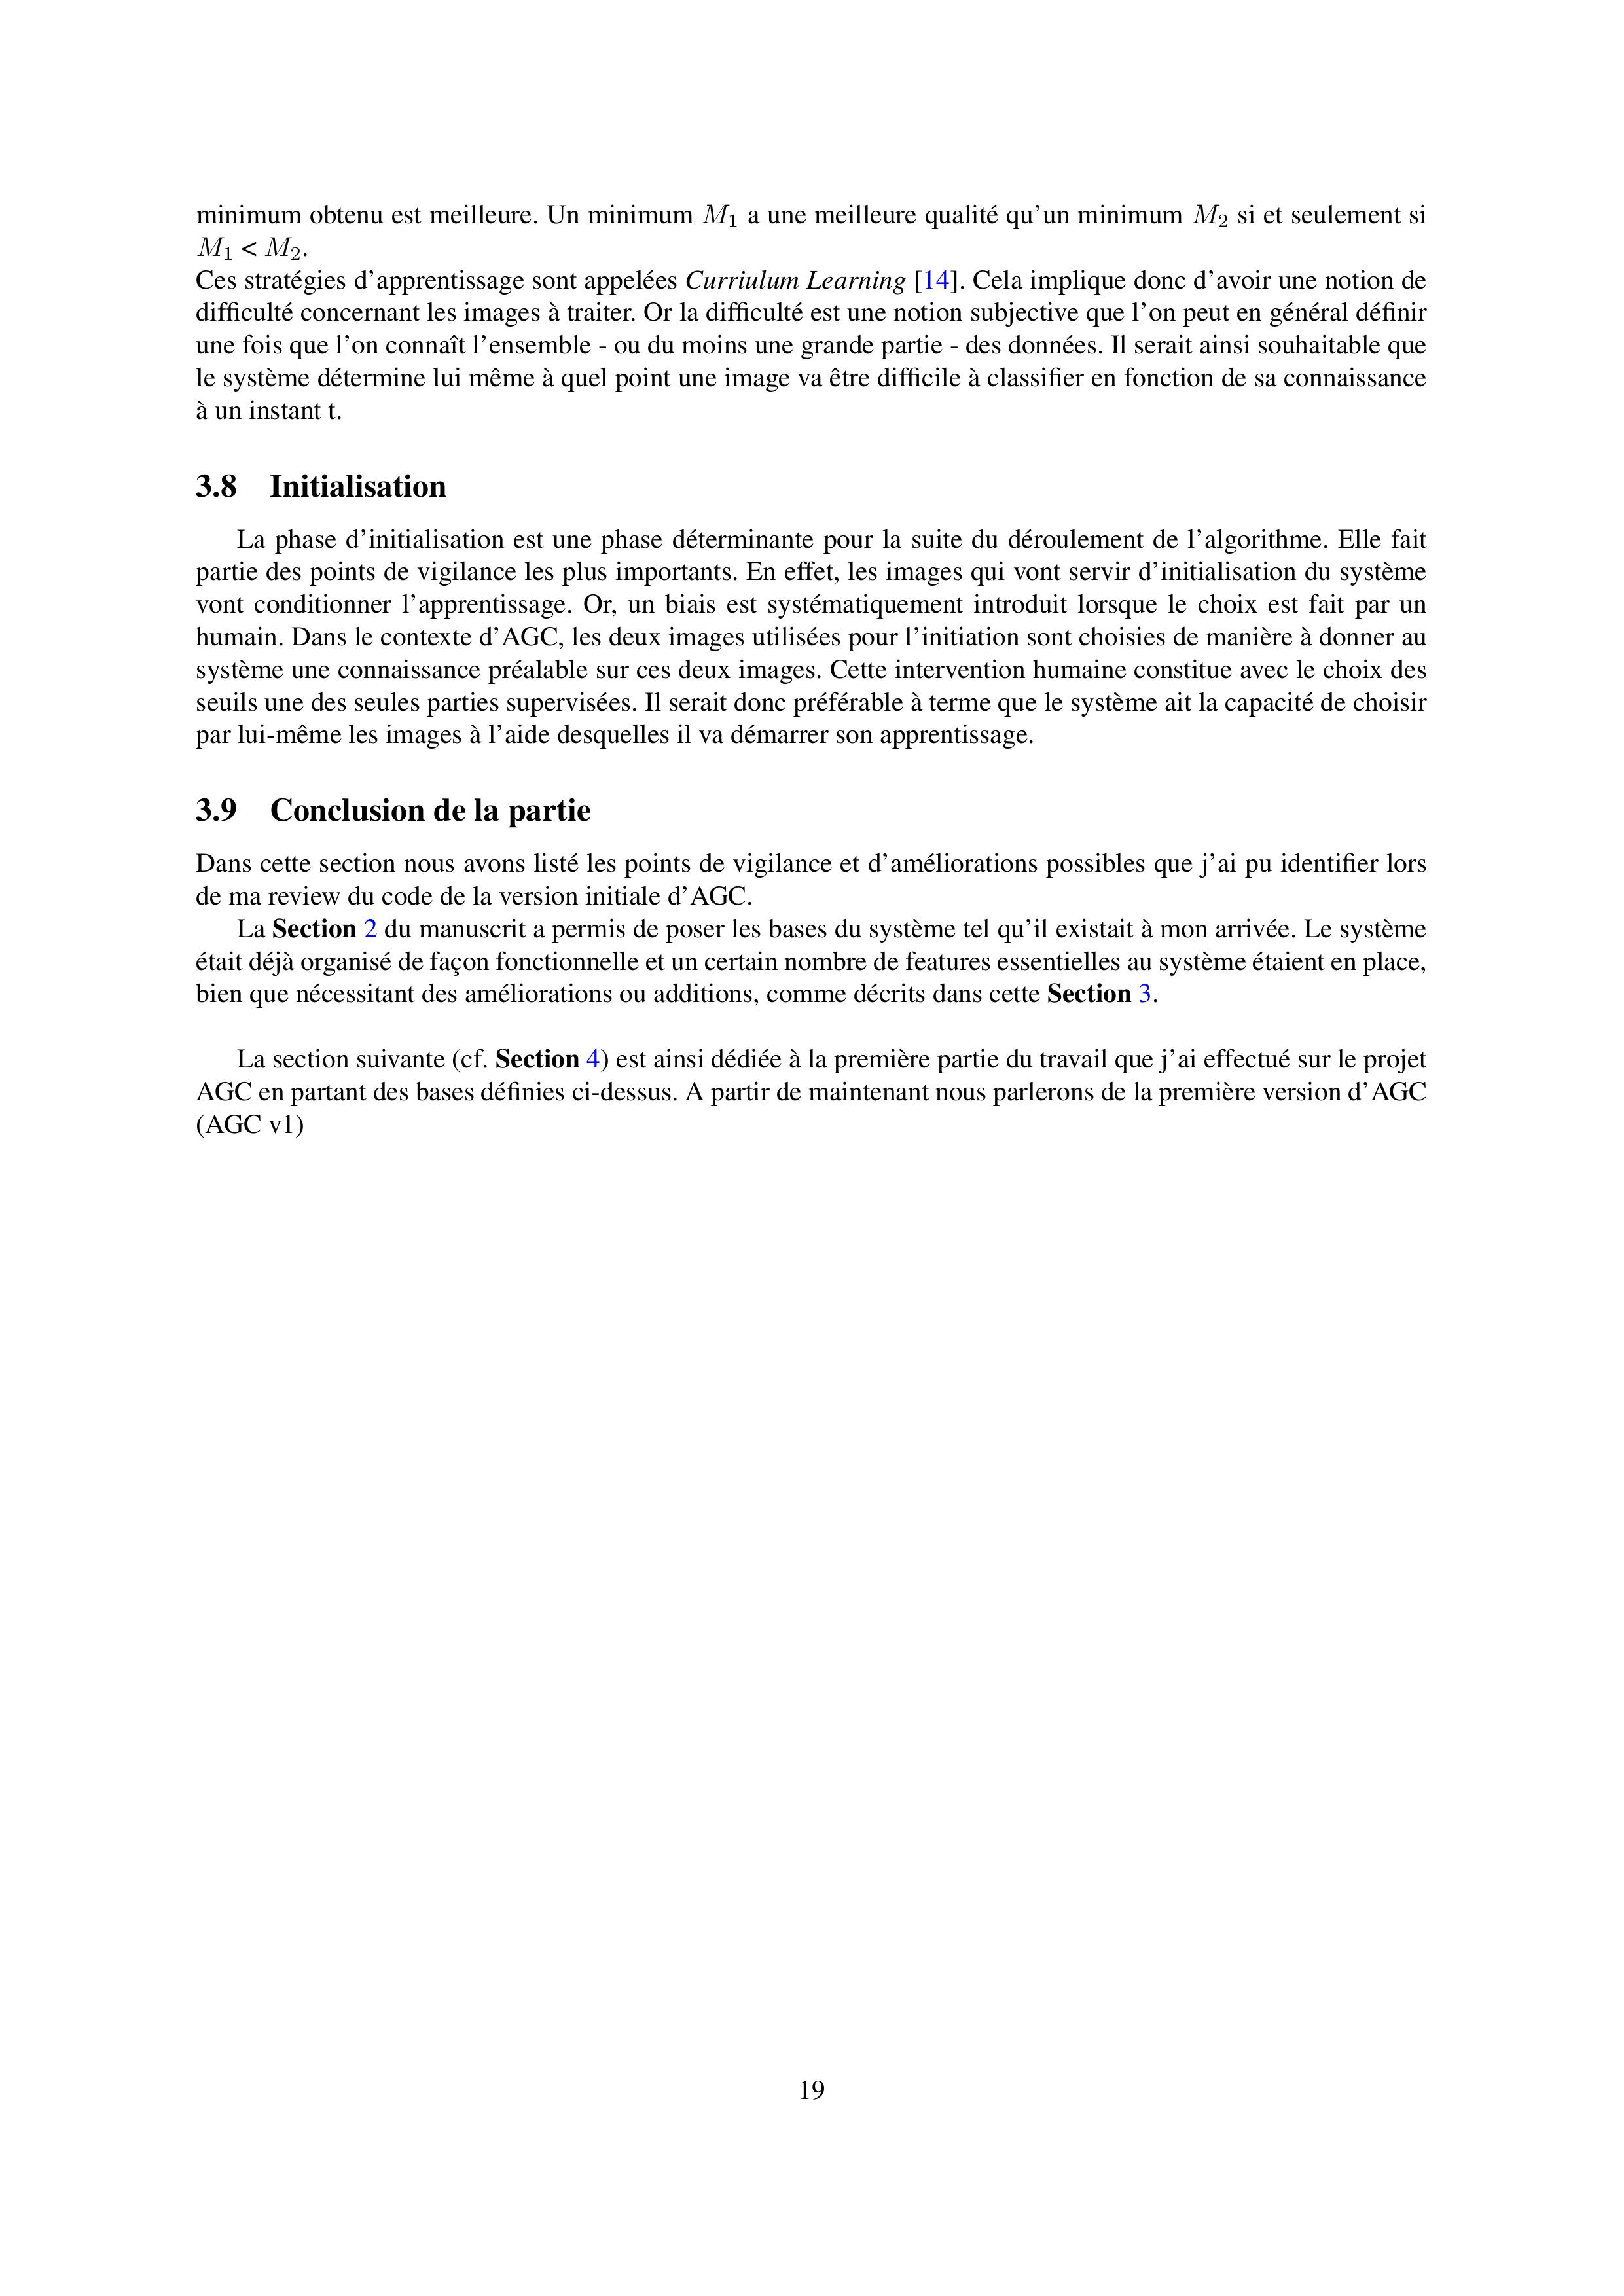 minimum obtenu est meilleure. Un minimum M1 a une meilleure qualité qu'un minimum M2 si et seulement si
M1 < M2.
Ces stratégies d'apprentissage sont appelées Curriulum Learning [14]. Cela implique donc d'avoir une notion de
difficulté concernant les images à traiter. Or la difficulté est une notion subjective que l'on peut en général définir
une fois que l'on connaît l'ensemble - ou du moins une grande partie - des données. Il serait ainsi souhaitable que
le système détermine lui même à quel point une image va être difficile à classifier en fonction de sa connaissance
à un instant t.
3.8 Initialisation
La phase d'initialisation est une phase déterminante pour la suite du déroulement de l'algorithme. Elle fait
partie des points de vigilance les plus importants. En effet, les images qui vont servir d'initialisation du système
vont conditionner l'apprentissage. Or, un biais est systématiquement introduit lorsque le choix est fait par un
humain. Dans le contexte d'AGC, les deux images utilisées pour l'initiation sont choisies de manière à donner au
système une connaissance préalable sur ces deux images. Cette intervention humaine constitue avec le choix des
seuils une des seules parties supervisées. Il serait donc préférable à terme que le système ait la capacité de choisir
par lui-même les images à l'aide desquelles il va démarrer son apprentissage.
3.9 Conclusion de la partie
Dans cette section nous avons listé les points de vigilance et d'améliorations possibles que j'ai pu identifier lors
de ma review du code de la version initiale d'AGC.
La Section 2 du manuscrit a permis de poser les bases du système tel qu'il existait à mon arrivée. Le système
était déjà organisé de façon fonctionnelle et un certain nombre de features essentielles au système étaient en place,
bien que nécessitant des améliorations ou additions, comme décrits dans cette Section 3.
La section suivante (cf. Section 4) est ainsi dédiée à la première partie du travail que j'ai effectué sur le projet
AGC en partant des bases définies ci-dessus. A partir de maintenant nous parlerons de la première version d'AGC
(AGC v1)
19